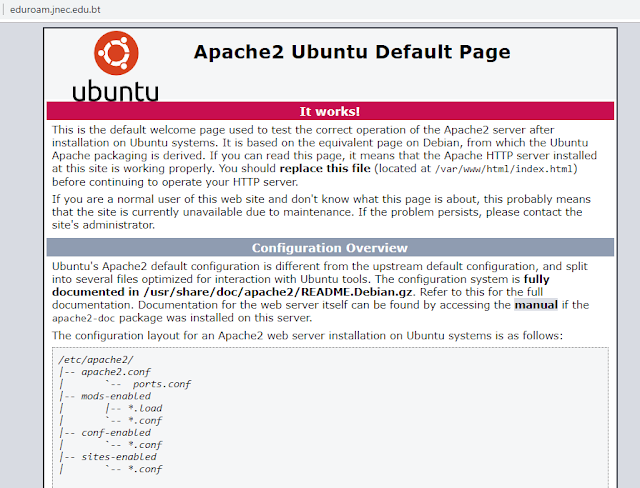 eduroam.jnec.edu.bt
ubuntu
Apache2 Ubuntu Default Page
It works!
This is the default welcome page used to test the correct operation of the Apache2 server after
installation on Ubuntu systems. It is based on the equivalent page on Debian, from which the Ubuntu
Apache packaging is derived. If you can read this page, it means that the Apache HTTP server installed
at this site is working properly. You should replace this file (located at /var/www/html/index.html)
before continuing to operate your HTTP server.
If you are a normal user of this web site and don't know what this page is about, this probably means
that the site is currently unavailable due to maintenance. If the problem persists, please contact the
site's administrator.
Configuration Overview
Ubuntu's Apache2 default configuration is different from the upstream default configuration, and split
into several files optimized for interaction with Ubuntu tools. The configuration system is fully
documented in /usr/share/doc/apache2/README.Debian.gz. Refer to this for the full
documentation. Documentation for the web server itself can be found by accessing the manual if the
apache2-doc package was installed on this server.
The configuration layout for an Apache2 web server installation on Ubuntu systems is as follows:
/etc/apache2/
|-- apache2.conf
|       `--  ports.conf
|-- mods-enabled
|       |-- *.load
|       `-- *.conf
|-- conf-enabled
|       `-- *.conf
|-- sites-enabled
|       `-- *.conf